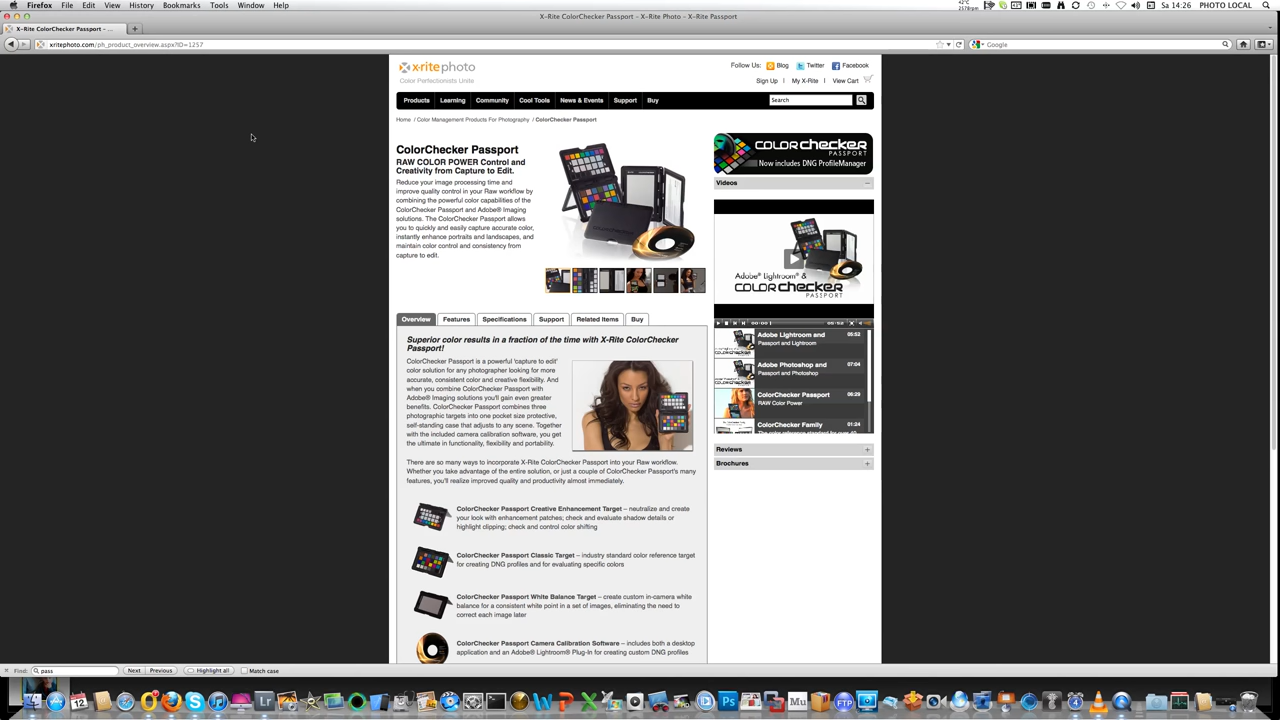 Firefox File Edit View History Bookmarks Tools Window Help
42°C
2578rpm
Sa 14:26 PHOTO LOCAL
X-Rite ColorChecker Passport – X-Rite Photo – X-Rite Passport
X-Rite ColorChecker Passport – ...
xritephoto.com/ph_product_overview.aspx?ID=1257
Google
x·rite photo
Color Perfectionists Unite
Follow Us: Blog Twitter Facebook
Sign Up | My X-Rite | View Cart
Products Learning Community Cool Tools News & Events Support Buy
Search
Home / Color Management Products For Photography / ColorChecker Passport
ColorChecker Passport
RAW COLOR POWER Control and
Creativity from Capture to Edit.
Reduce your image processing time and
improve quality control in your Raw workflow by
combining the powerful color capabilities of the
ColorChecker Passport and Adobe® Imaging
solutions. The ColorChecker Passport allows
you to quickly and easily capture accurate color,
instantly enhance portraits and landscapes, and
maintain color control and consistency from
capture to edit.
COLORCHECKER
PASSPORT
Now includes DNG ProfileManager
Videos
Adobe® Lightroom® &
COLORCHECKER
PASSPORT
Adobe Lightroom and 05:52
Passport and Lightroom
Adobe Photoshop and 07:04
Passport and Photoshop
ColorChecker Passport 06:29
RAW Color Power
ColorChecker Family 01:24
Reviews
Brochures
Overview Features Specifications Support Related Items Buy
Superior color results in a fraction of the time with X-Rite ColorChecker
Passport!
ColorChecker Passport is a powerful 'capture to edit'
color solution for any photographer looking for more
accurate, consistent color and creative flexibility. And
when you combine ColorChecker Passport with
Adobe® Imaging solutions you'll gain even greater
benefits. ColorChecker Passport combines three
photographic targets into one pocket size protective,
self-standing case that adjusts to any scene. Together
with the included camera calibration software, you get
the ultimate in functionality, flexibility and portability.
There are so many ways to incorporate X-Rite ColorChecker Passport into your Raw workflow.
Whether you take advantage of the entire solution, or just a couple of ColorChecker Passport's many
features, you'll realize improved quality and productivity almost immediately.
ColorChecker Passport Creative Enhancement Target – neutralize and create
your look with enhancement patches; check and evaluate shadow details or
highlight clipping; check and control color shifting
ColorChecker Passport Classic Target – industry standard color reference target
for creating DNG profiles and for evaluating specific colors
ColorChecker Passport White Balance Target – create custom in-camera white
balance for a consistent white point in a set of images, eliminating the need to
correct each image later
ColorChecker Passport Camera Calibration Software – includes both a desktop
application and an Adobe® Lightroom® Plug-In for creating custom DNG profiles
Find: pass Next Previous Highlight all Match case
12 Lr Ps Mu FTP